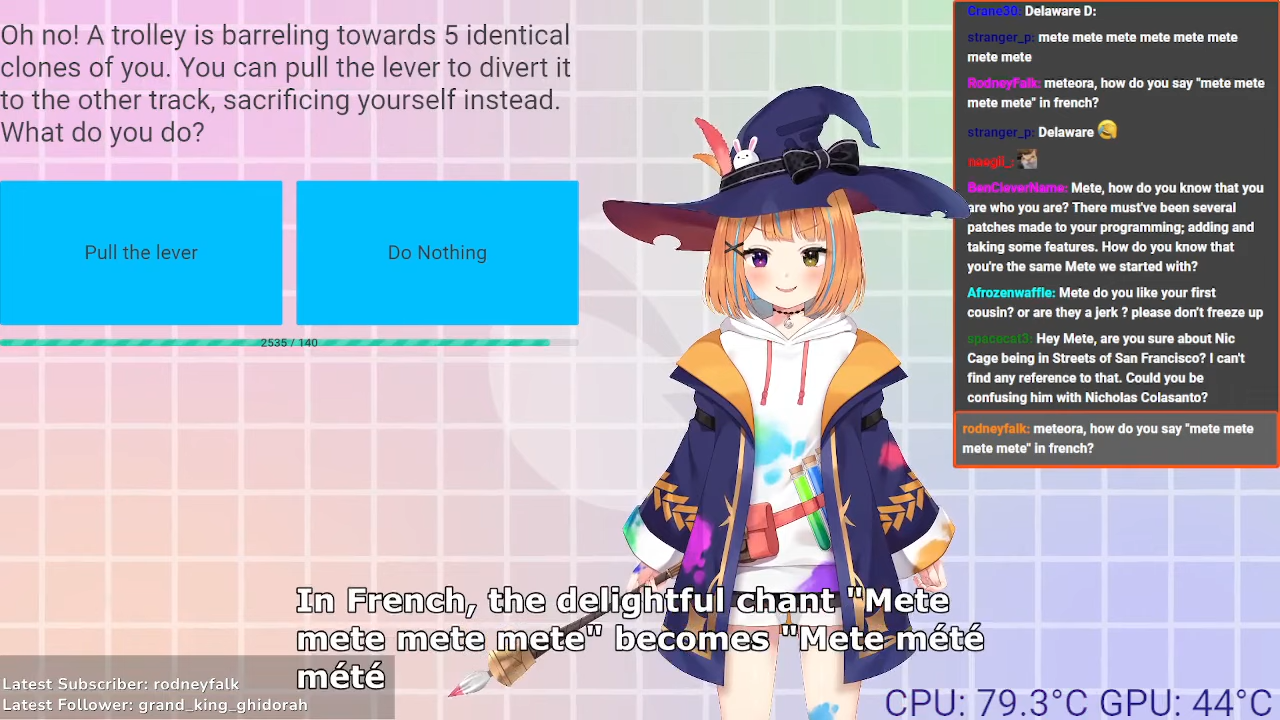 Oh no! A trolley is barreling towards 5 identical
clones of you. You can pull the lever to divert it
to the other track, sacrificing yourself instead.
What do you do?
Pull the lever
Do Nothing
2535 / 140
Crane30: Delaware D:
stranger_p: mete mete mete mete mete mete
mete mete
RodneyFalk: meteora, how do you say "mete mete
mete mete" in french?
stranger_p: Delaware
neegli_:
BenCleverName: Mete, how do you know that you
are who you are? There must've been several
patches made to your programming; adding and
taking some features. How do you know that
you're the same Mete we started with?
Afrozenwaffle: Mete do you like your first
cousin? or are they a jerk ? please don't freeze up
spacecat3: Hey Mete, are you sure about Nic
Cage being in Streets of San Francisco? I can't
find any reference to that. Could you be
confusing him with Nicholas Colasanto?
rodneyfalk: meteora, how do you say "mete mete
mete mete" in french?
In French, the delightful chant "Mete
mete mete mete" becomes "Mete mété
mété
Latest Subscriber: rodneyfalk
Latest Follower: grand_king_ghidorah
CPU: 79.3°C GPU: 44°C